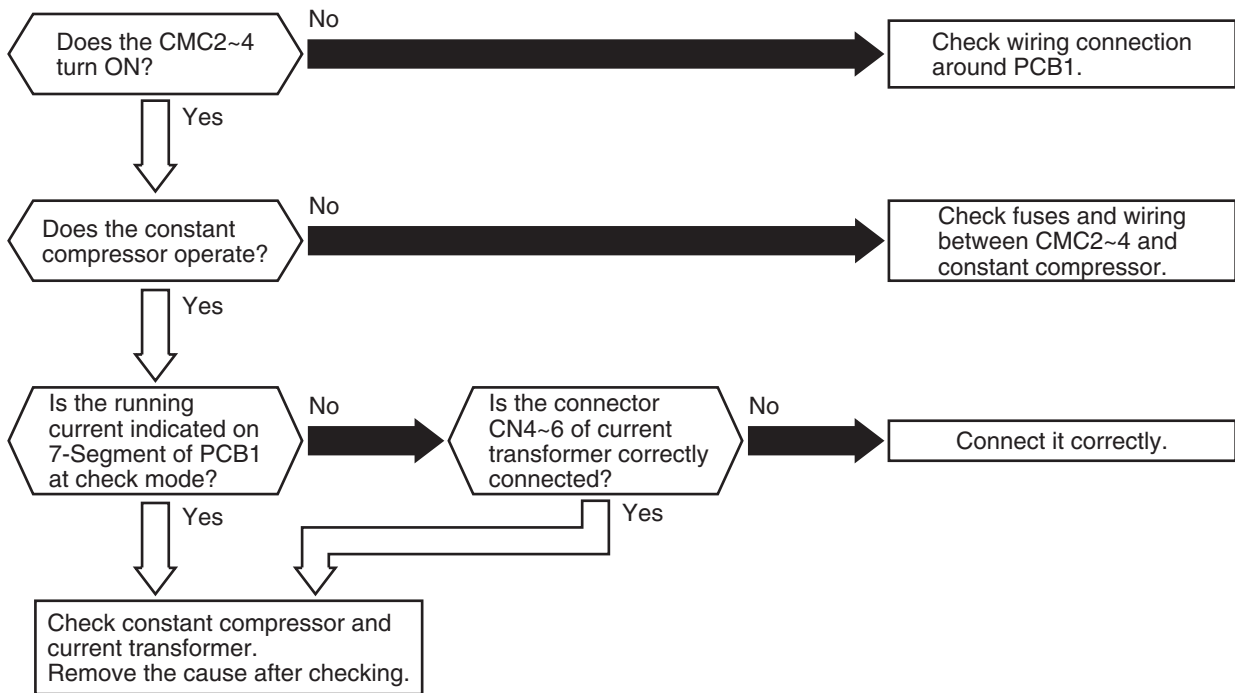 Does the CMC2~4
turn ON?
No
Check wiring connection
around PCB1.
Yes
Does the constant
compressor operate?
No
Check fuses and wiring
between CMC2~4 and
constant compressor.
Yes
Is the running
current indicated on
7-Segment of PCB1
at check mode?
No
Is the connector
CN4~6 of current
transformer correctly
connected?
No
Connect it correctly.
Yes
Yes
Check constant compressor and
current transformer.
Remove the cause after checking.